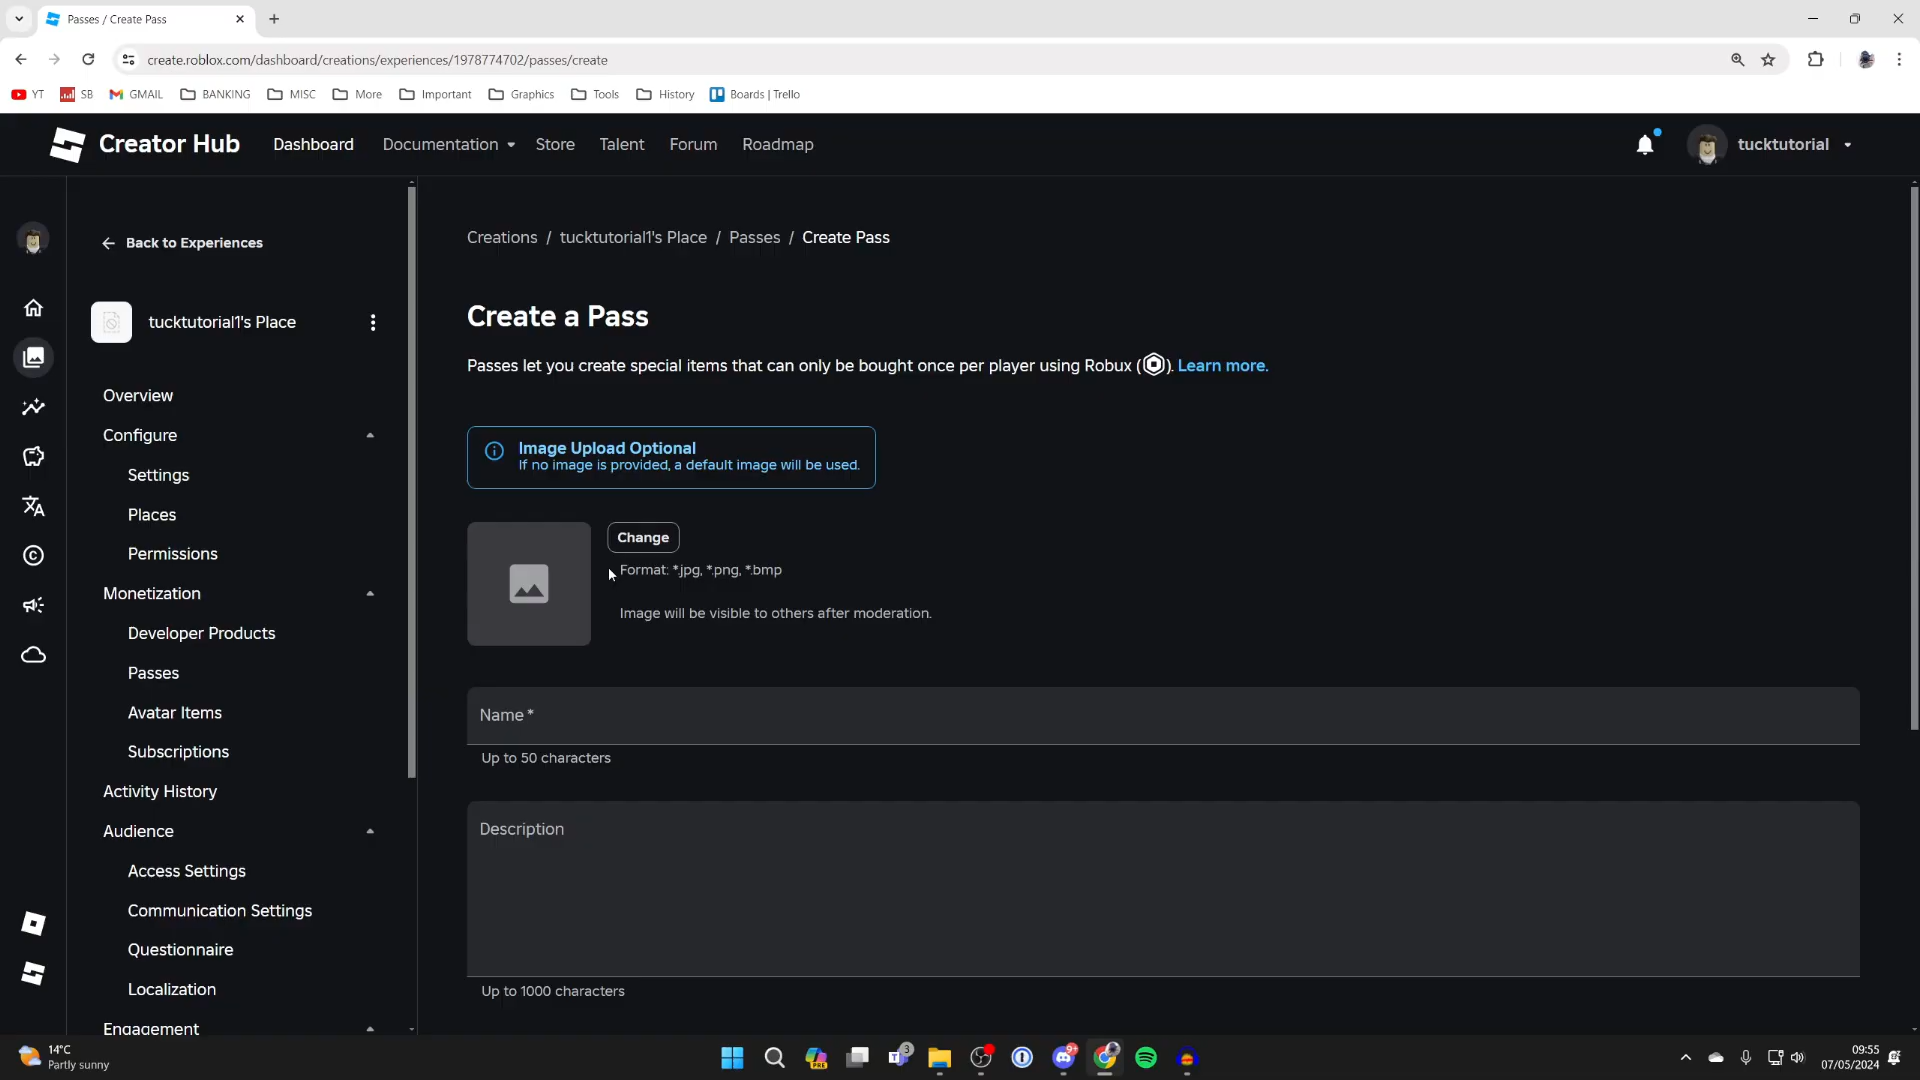 Passes / Create Pass
create.roblox.com/dashboard/creations/experiences/1978774702/passes/create
YT
SB
GMAIL
BANKING
MISC
More
Important
Graphics
Tools
History
Boards | Trello
Creator Hub
Dashboard
Documentation
Store
Talent
Forum
Roadmap
tucktutorial
Back to Experiences
tucktutorial1's Place
Overview
Configure
Settings
Places
Permissions
Monetization
Developer Products
Passes
Avatar Items
Subscriptions
Activity History
Audience
Access Settings
Communication Settings
Questionnaire
Localization
Engagement
Creations / tucktutorial1's Place / Passes / Create Pass
Create a Pass
Passes let you create special items that can only be bought once per player using Robux ( ). Learn more.
Image Upload Optional
If no image is provided, a default image will be used.
Change
Format: *.jpg, *.png, *.bmp
Image will be visible to others after moderation.
Name *
Up to 50 characters
Description
Up to 1000 characters
14°C
Partly sunny
PRE
3
9+
09:55
07/05/2024